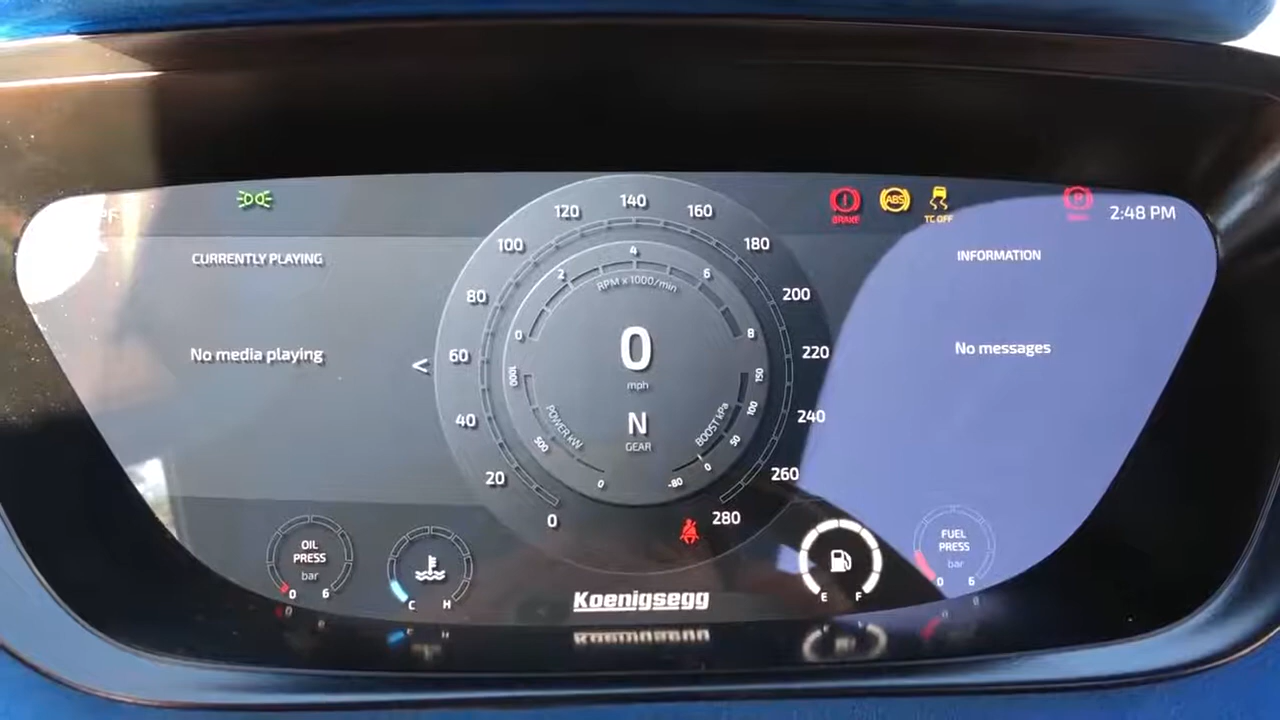 °F
BRAKE
ABS
TC OFF
P
2:48 PM
CURRENTLY PLAYING
No media playing
<
0
20
40
60
80
100
120
140
160
180
200
220
240
260
280
0
2
4
6
8
RPM x 1000/min
0
mph
N
GEAR
1000
500
0
POWER kW
150
100
50
0
-80
BOOST kPa
INFORMATION
No messages
OIL
PRESS
bar
0 6
C H
Koenigsegg
E F
FUEL
PRESS
bar
0 6